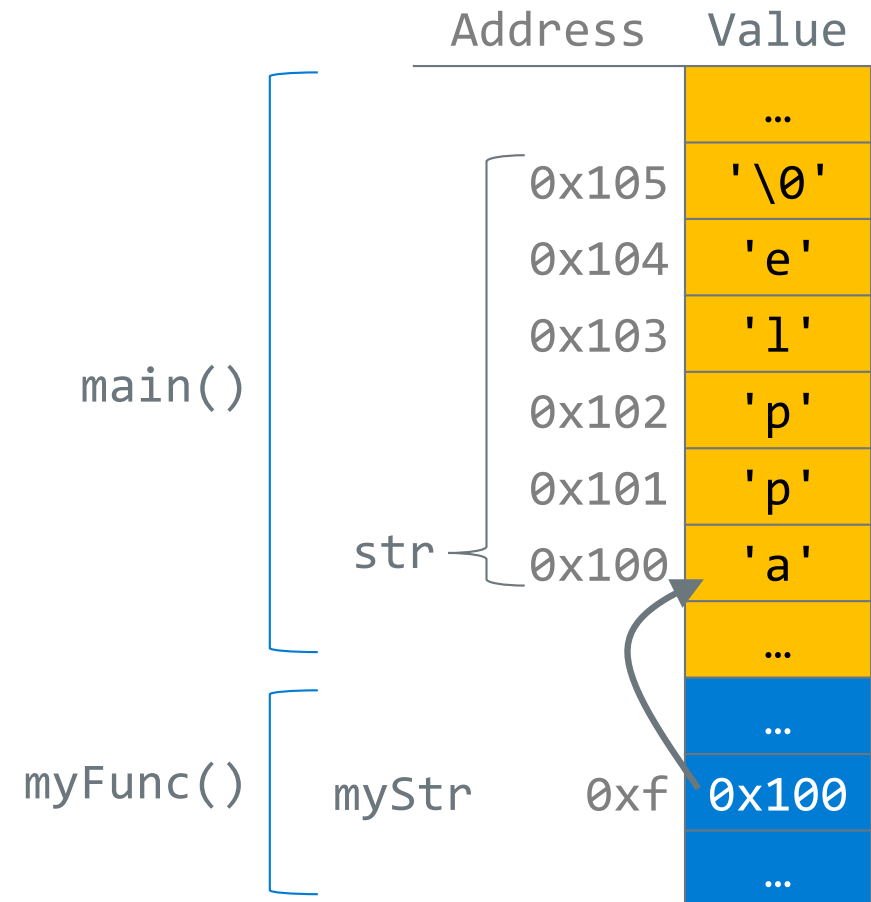 Address Value
…
0x105 '\0'
0x104 'e'
0x103 'l'
main()
0x102 'p'
0x101 'p'
str 0x100 'a'
…
…
myFunc() myStr 0xf 0x100
…